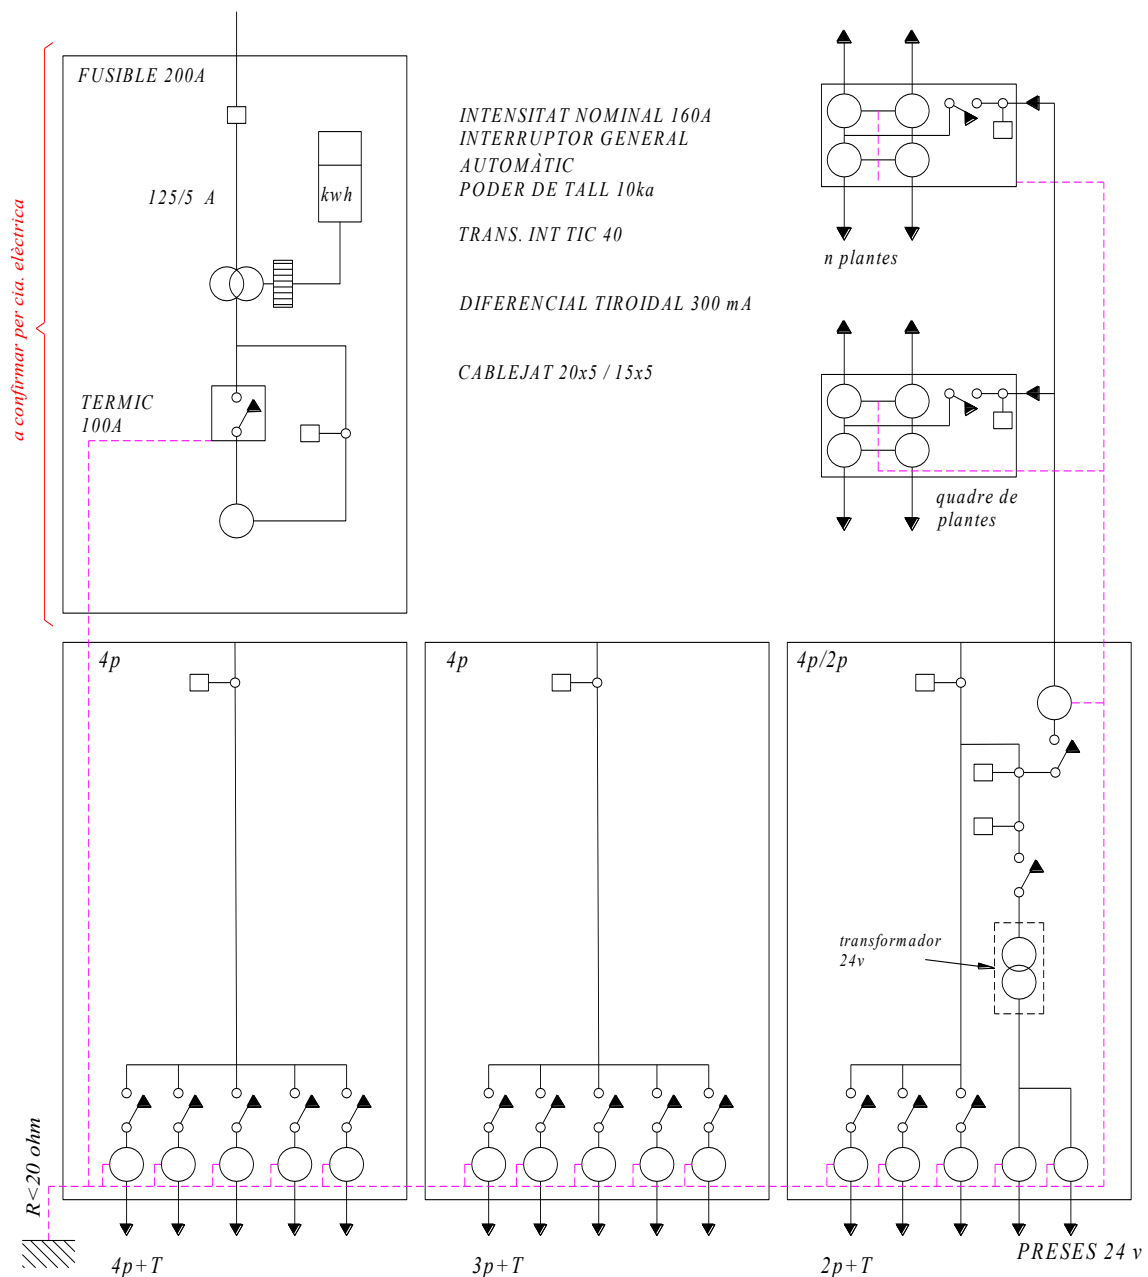 FUSIBLE 200A
125/5 A
kwh
TERMIC
100A
a confirmar per cia. elèctrica
INTENSITAT NOMINAL 160A
INTERRUPTOR GENERAL
AUTOMÀTIC
PODER DE TALL 10ka
TRANS. INT TIC 40
DIFERENCIAL TIROIDAL 300 mA
CABLEJAT 20x5 / 15x5
n plantes
quadre de
plantes
4p
4p
4p/2p
transformador
24v
R<20 ohm
4p+T
3p+T
2p+T
PRESES 24 v